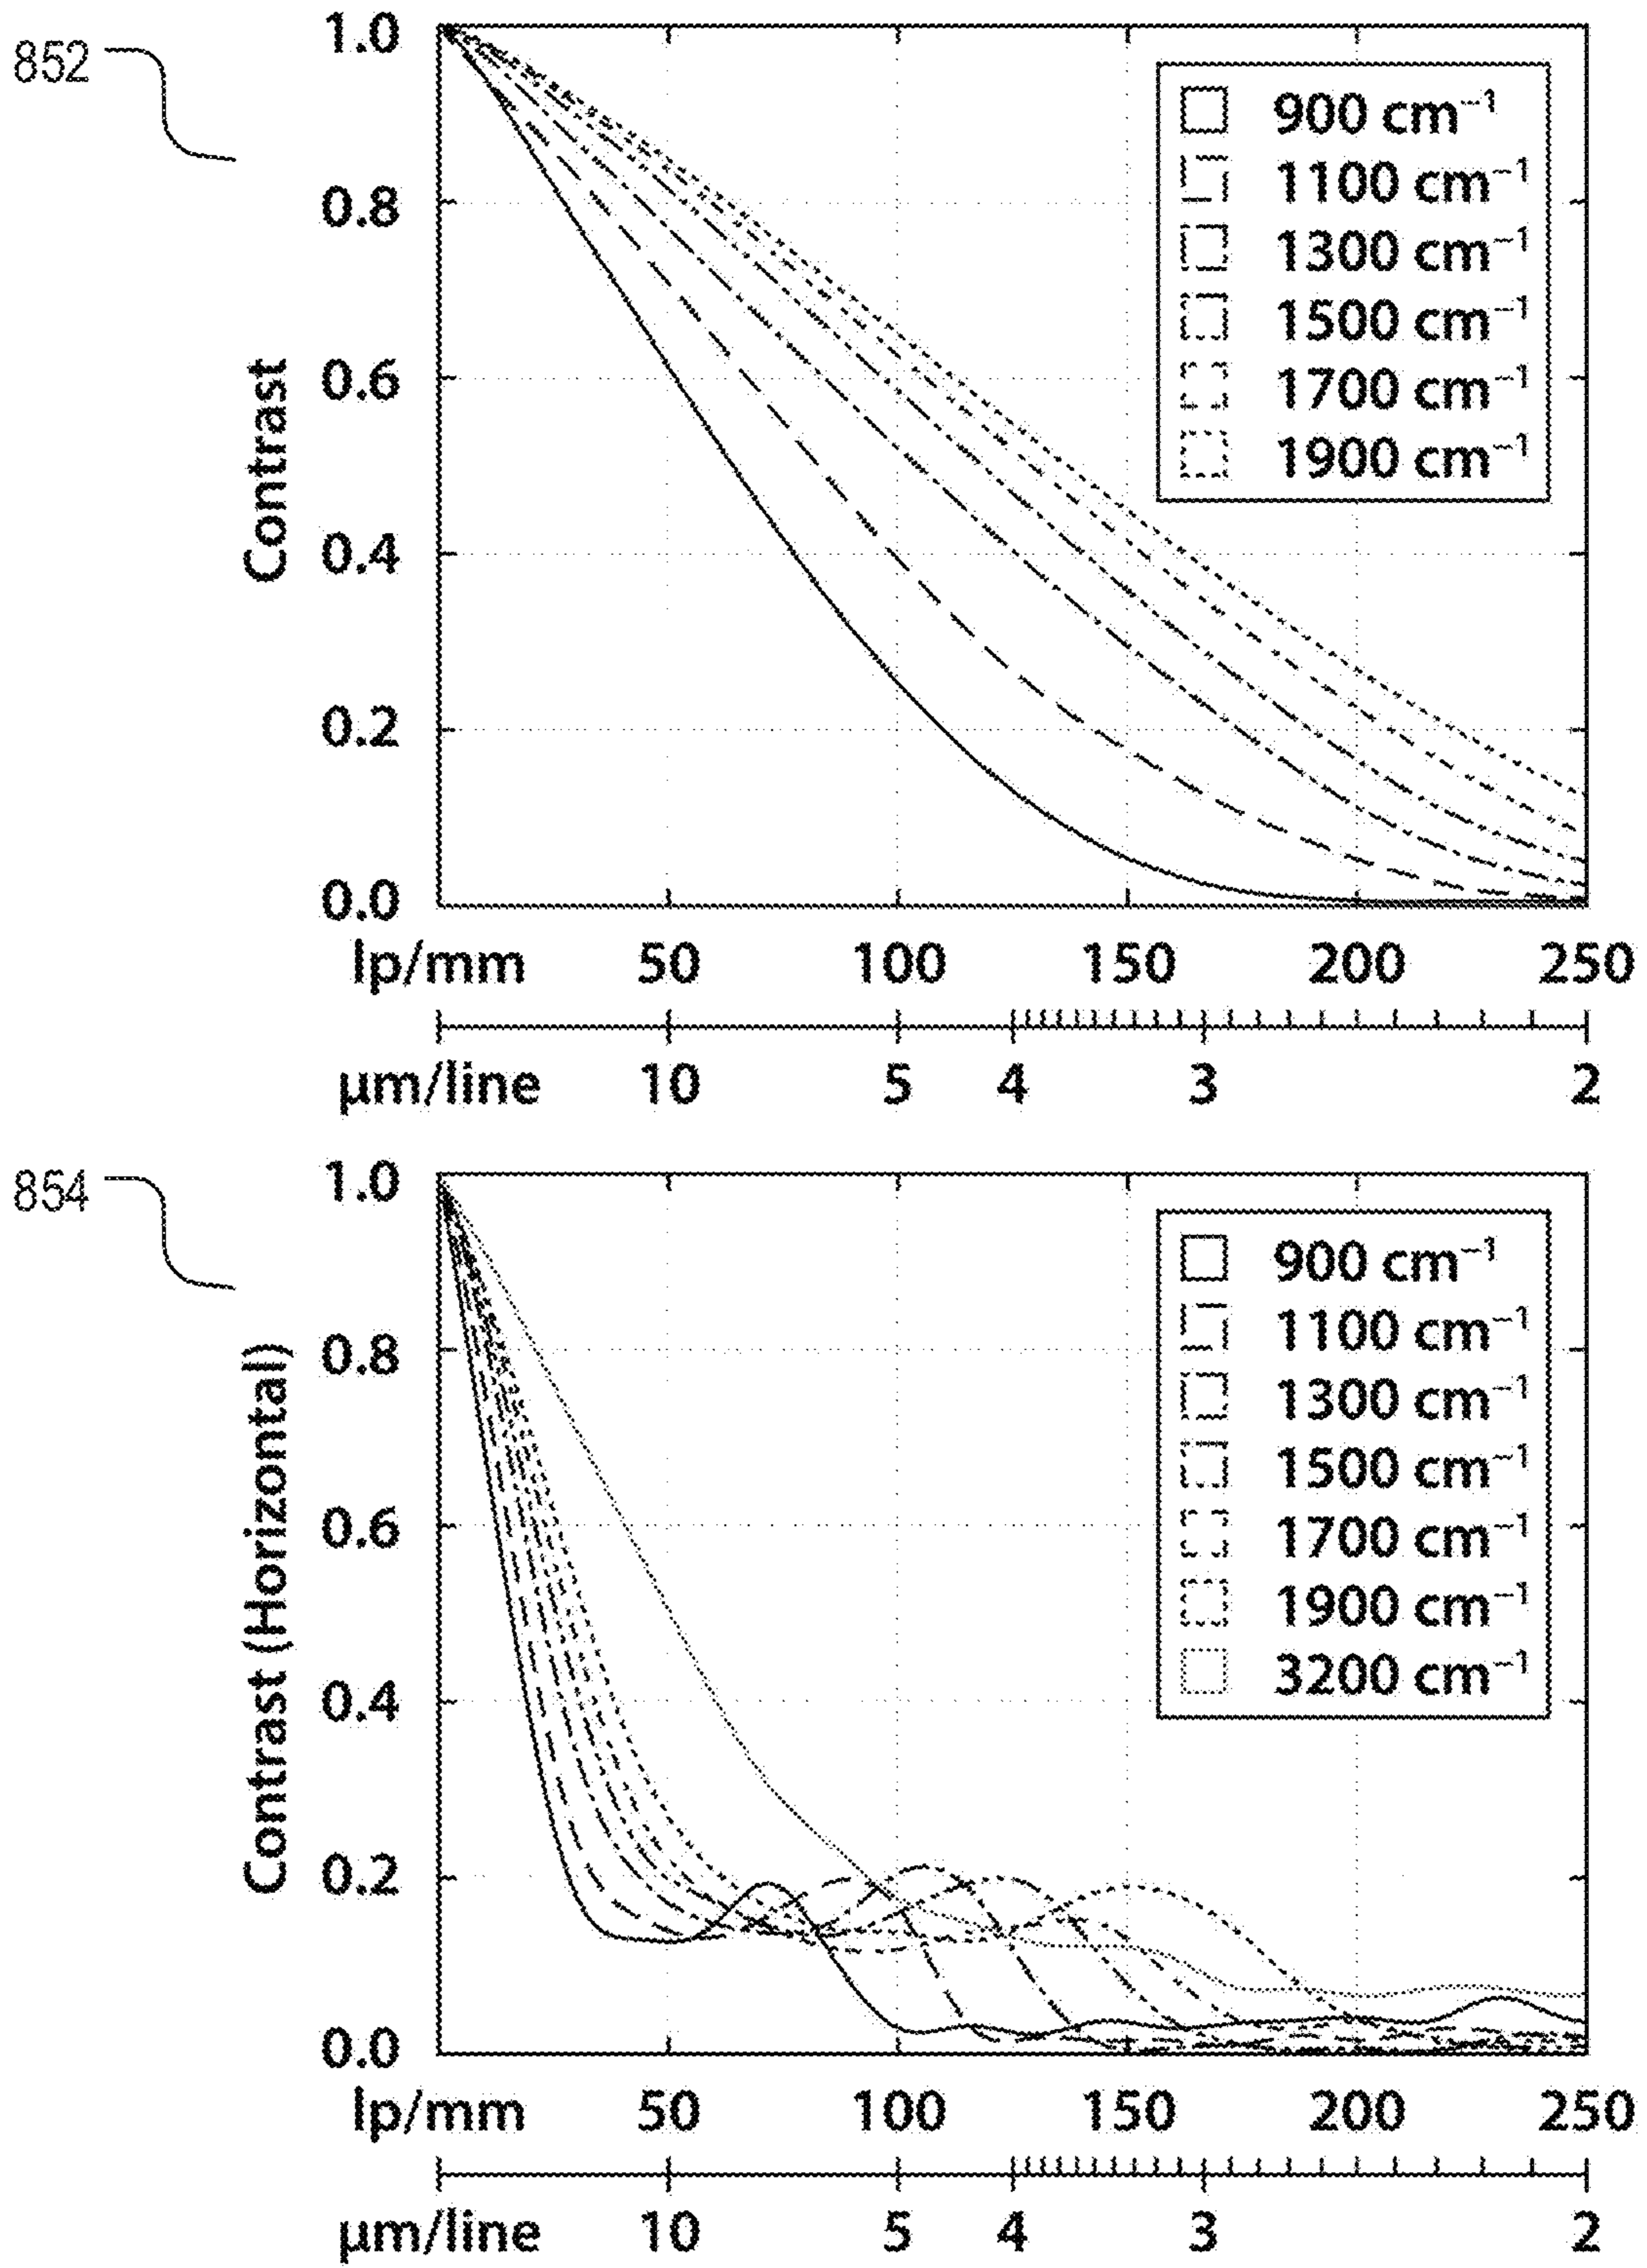 852
1.0
0.8
0.6
0.4
0.2
0.0
Contrast
900 cm⁻¹
1100 cm⁻¹
1300 cm⁻¹
1500 cm⁻¹
1700 cm⁻¹
1900 cm⁻¹
lp/mm 50 100 150 200 250
µm/line 10 5 4 3 2
854
1.0
0.8
0.6
0.4
0.2
0.0
Contrast (Horizontal)
900 cm⁻¹
1100 cm⁻¹
1300 cm⁻¹
1500 cm⁻¹
1700 cm⁻¹
1900 cm⁻¹
3200 cm⁻¹
lp/mm 50 100 150 200 250
µm/line 10 5 4 3 2